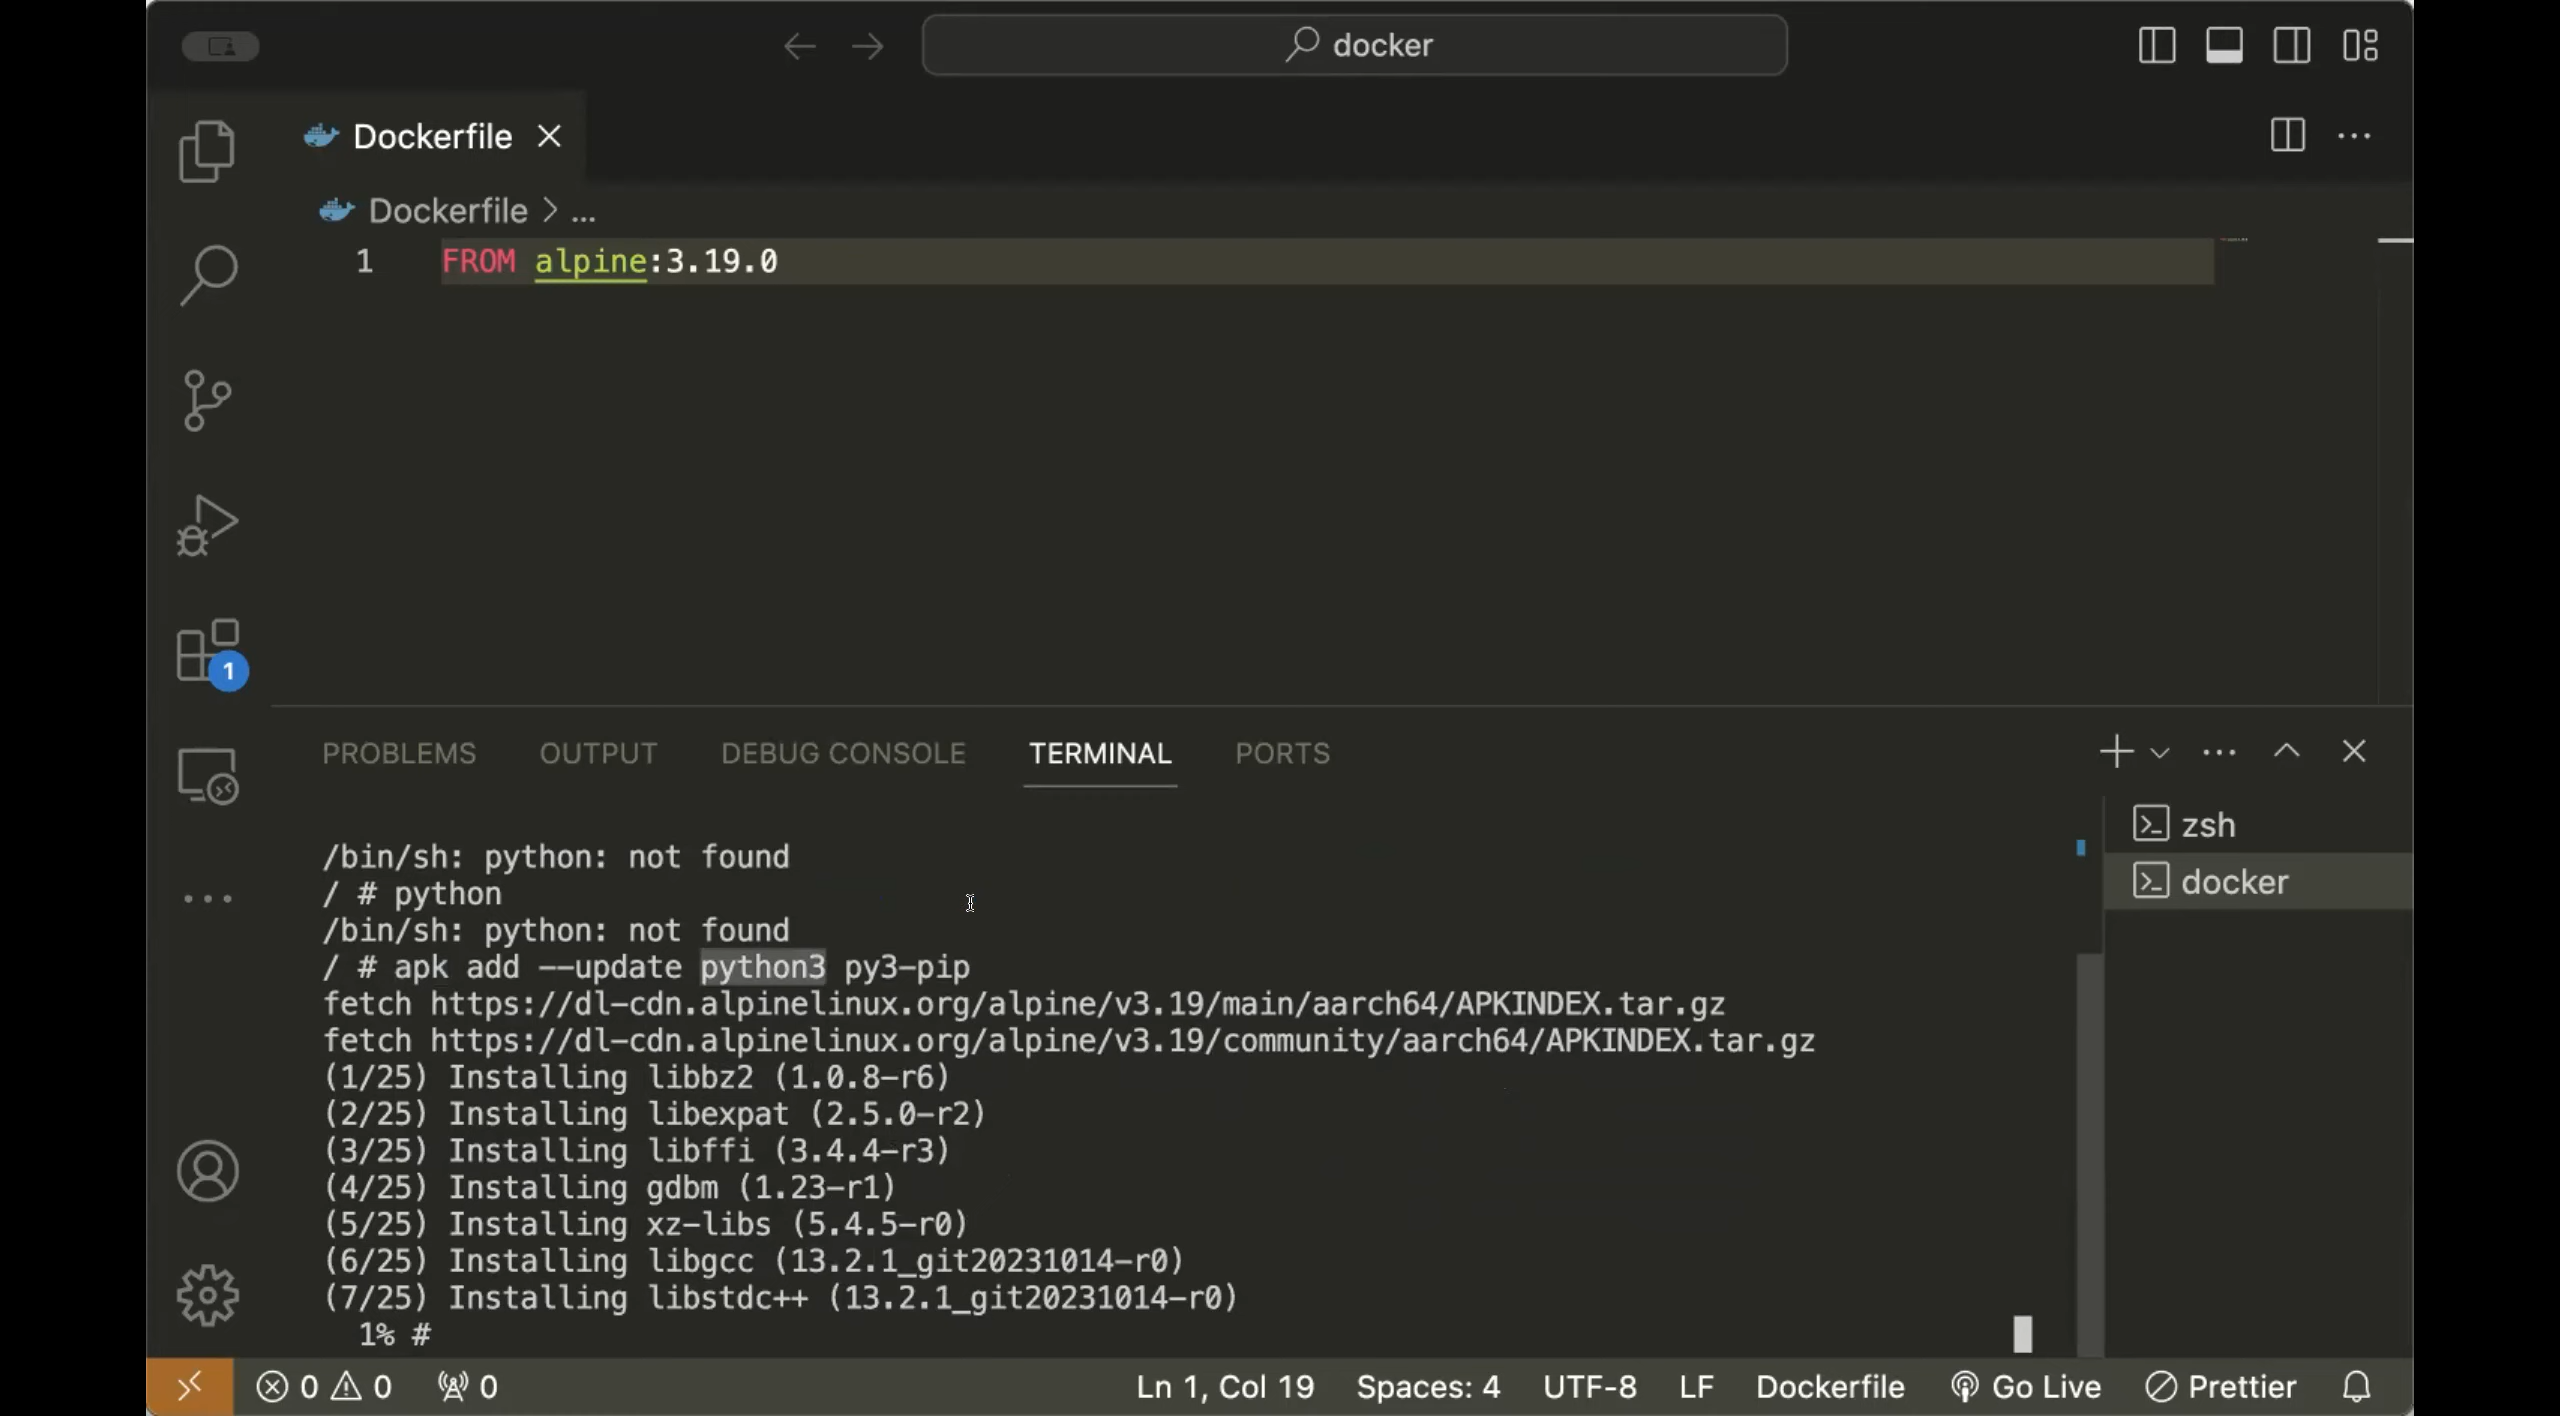 docker
Dockerfile
Dockerfile > ...
1 FROM alpine:3.19.0
1
PROBLEMS OUTPUT DEBUG CONSOLE TERMINAL PORTS
zsh
docker
/bin/sh: python: not found
/ # python
/bin/sh: python: not found
/ # apk add --update python3 py3-pip
fetch https://dl-cdn.alpinelinux.org/alpine/v3.19/main/aarch64/APKINDEX.tar.gz
fetch https://dl-cdn.alpinelinux.org/alpine/v3.19/community/aarch64/APKINDEX.tar.gz
(1/25) Installing libbz2 (1.0.8-r6)
(2/25) Installing libexpat (2.5.0-r2)
(3/25) Installing libffi (3.4.4-r3)
(4/25) Installing gdbm (1.23-r1)
(5/25) Installing xz-libs (5.4.5-r0)
(6/25) Installing libgcc (13.2.1_git20231014-r0)
(7/25) Installing libstdc++ (13.2.1_git20231014-r0)
1% #
0 0 0 Ln 1, Col 19 Spaces: 4 UTF-8 LF Dockerfile Go Live Prettier